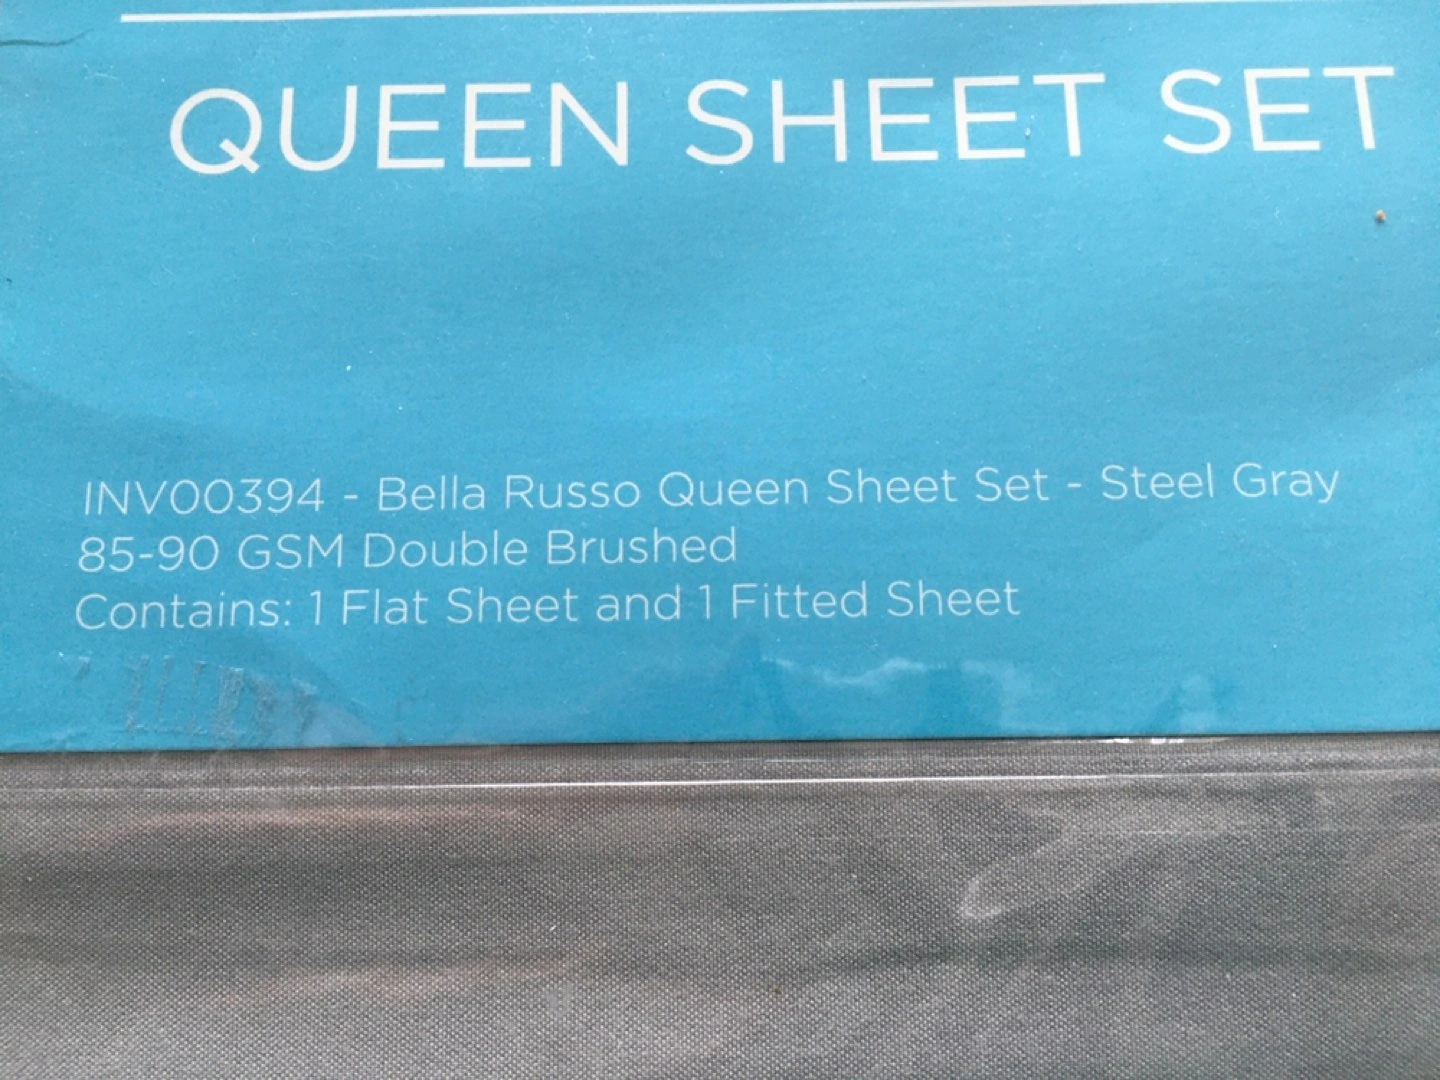 QUEEN SHEET SET
INV00394 - Bella Russo Queen Sheet Set - Steel Gray
85-90 GSM Double Brushed
Contains: 1 Flat Sheet and 1 Fitted Sheet